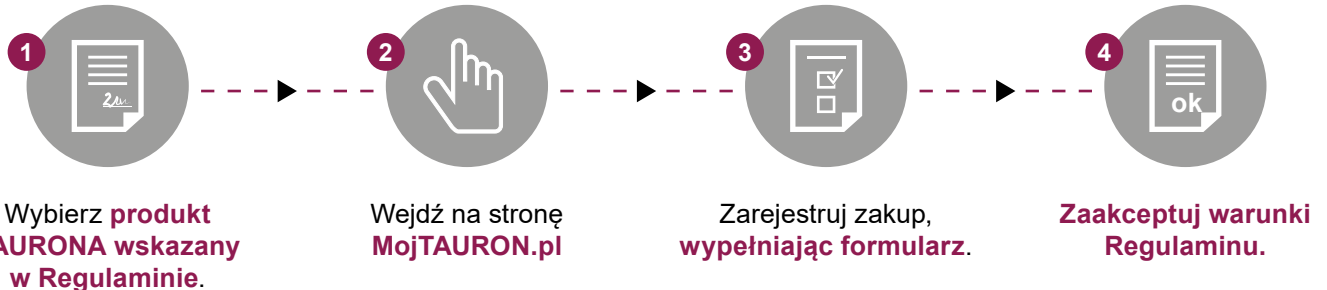 1
2
3
4
ok
Wybierz produkt
AURONA wskazany
w Regulaminie.
Wejdź na stronę
MojTAURON.pl
Zarejestruj zakup,
wypełniając formularz.
Zaakceptuj warunki
Regulaminu.